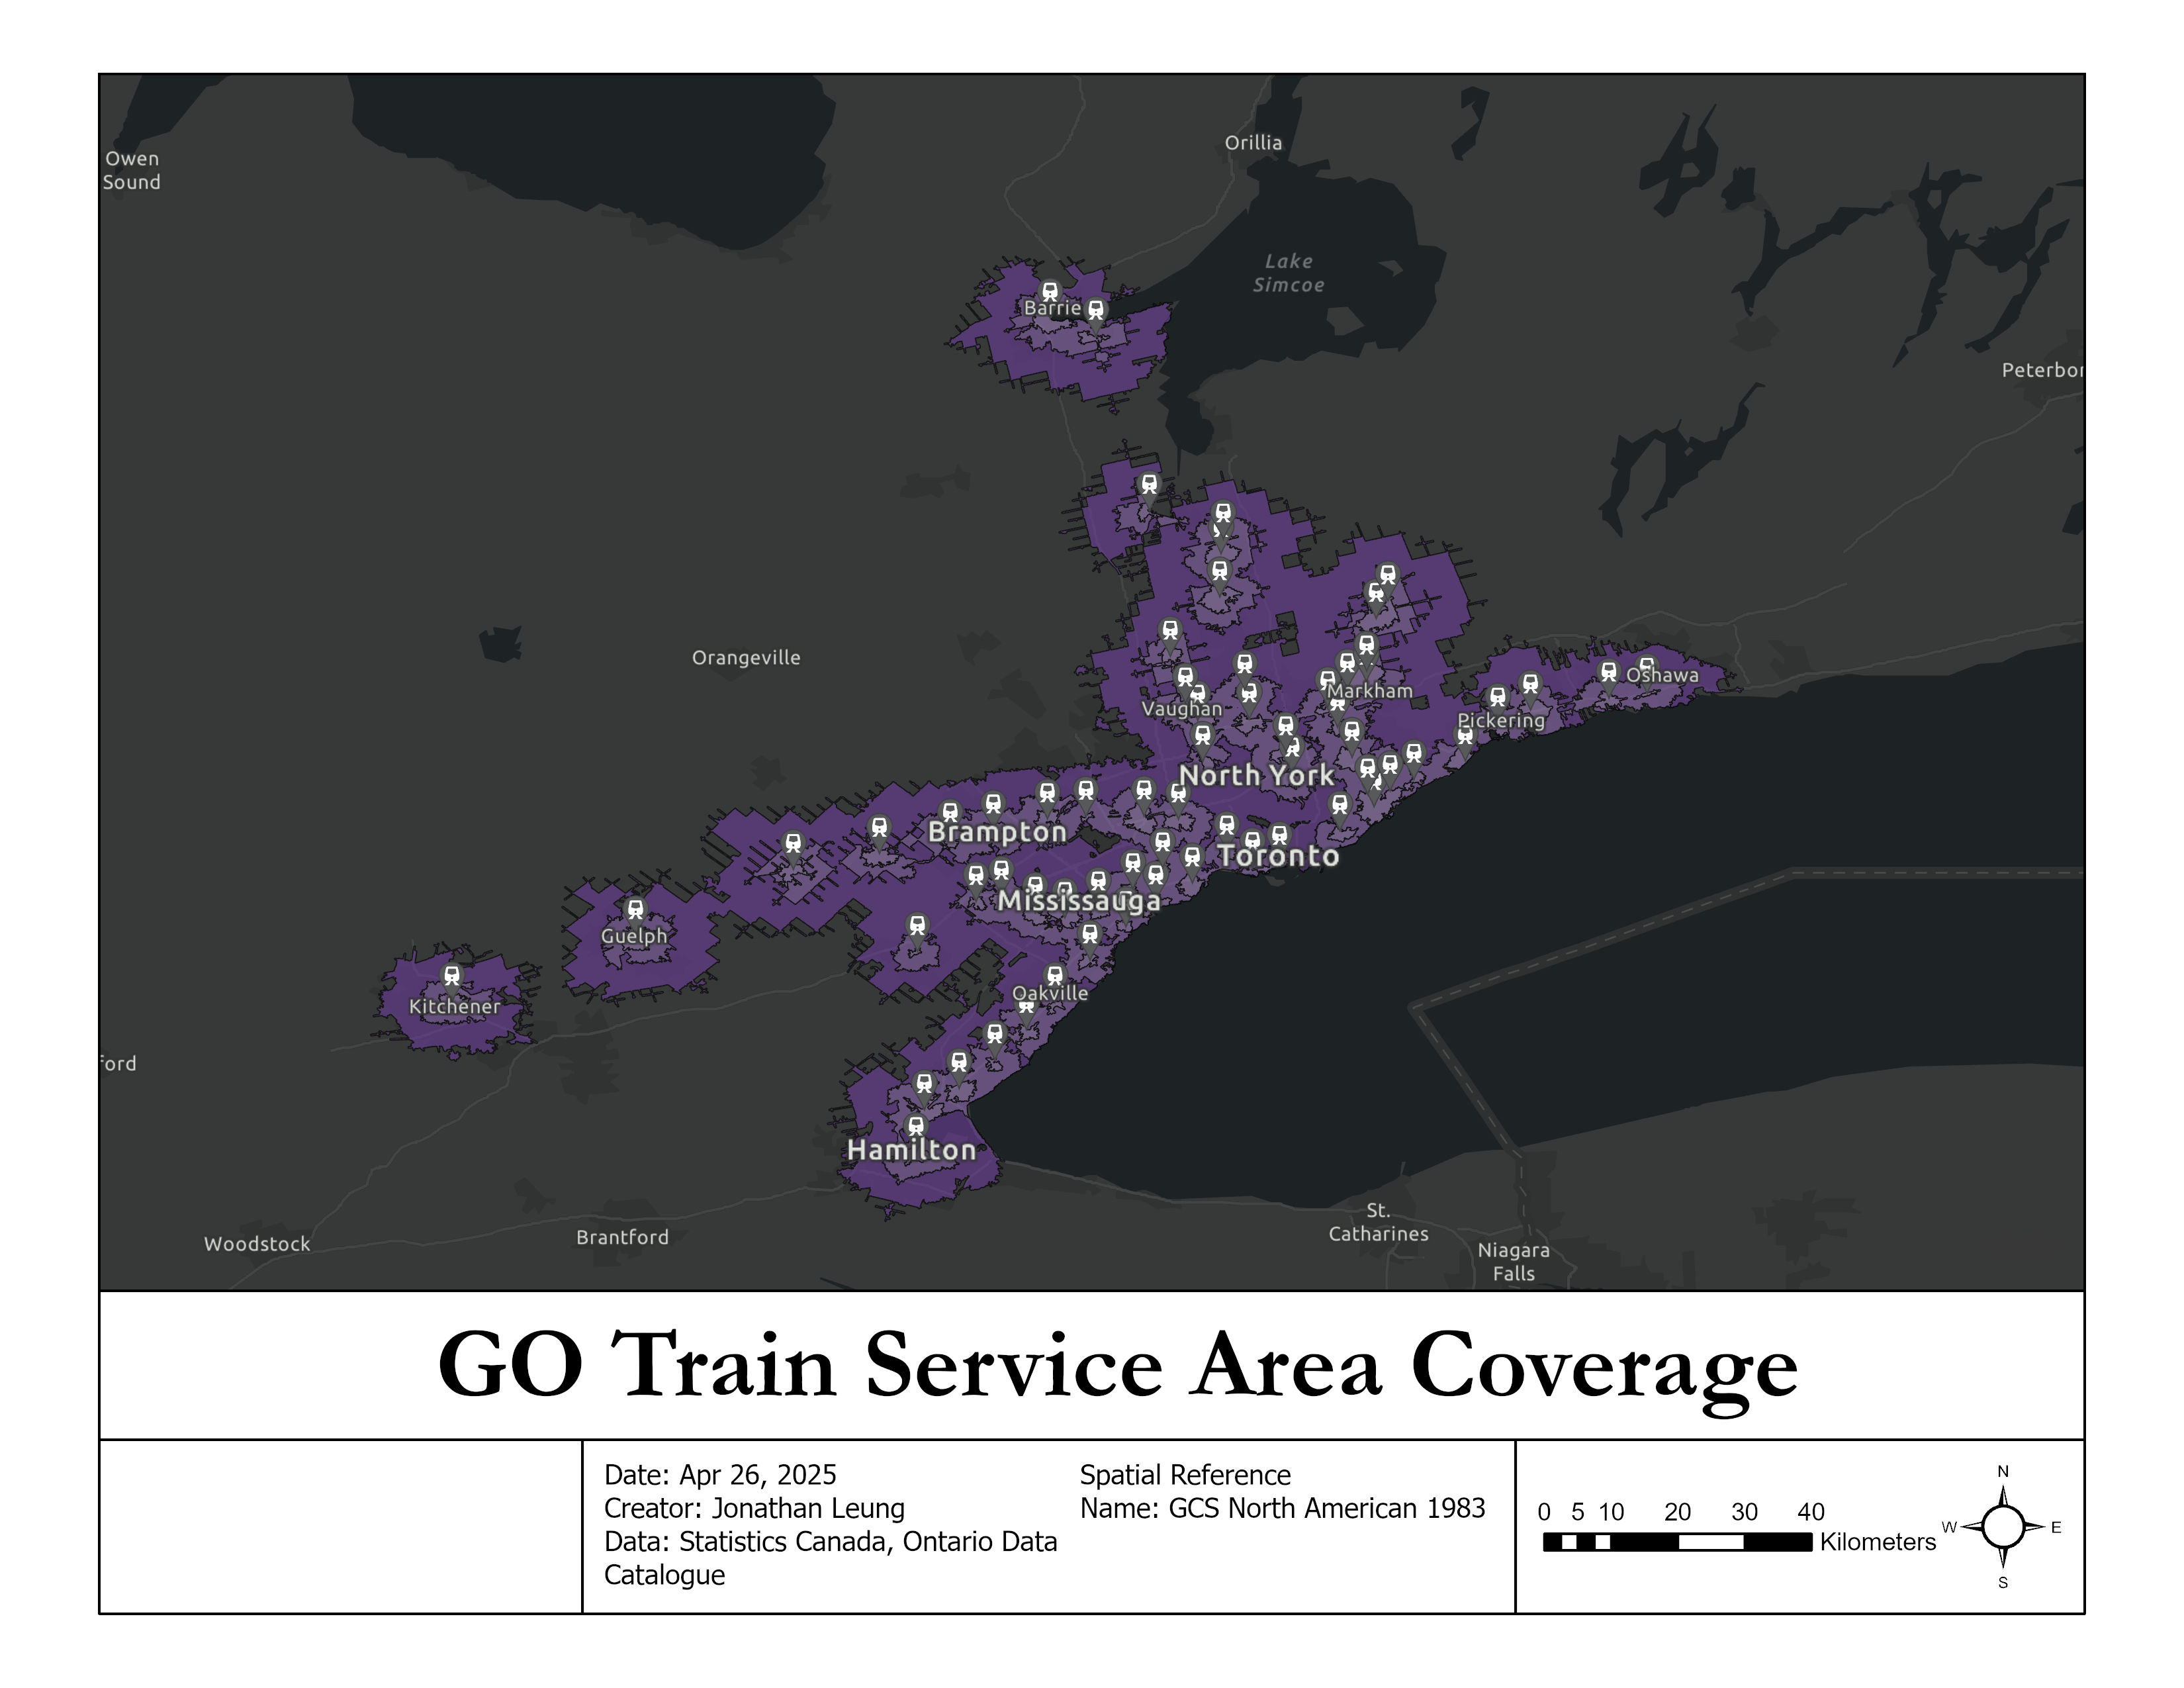 Orillia
Owen
Sound
Lake
Simcoe
Barrie
Peterbor
Orangeville
Oshawa
Markham
Vaughan
Pickering
North York
Brampton
Toronto
Mississauga
Guelph
Oakville
Kitchener
ford
Hamilton
St.
Catharines
Brantford
Woodstock
Niagara
Falls
GO Train Service Area Coverage
Date: Apr 26, 2025
Creator: Jonathan Leung
Data: Statistics Canada, Ontario Data
Catalogue
Spatial Reference
Name: GCS North American 1983
0 5 10 20 30 40
Kilometers
N
W E
S